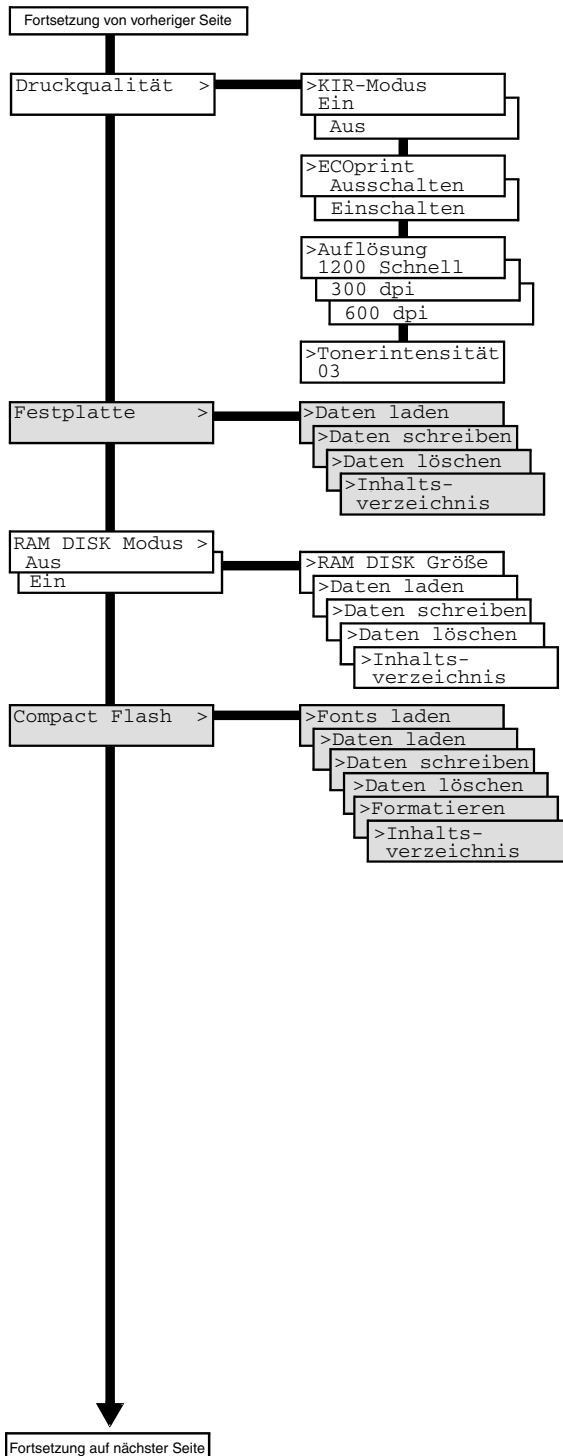 Fortsetzung von vorheriger Seite
Druckqualität >
>KIR-Modus
Ein
Aus
>ECOprint
Ausschalten
Einschalten
>Auflösung
1200 Schnell
300 dpi
600 dpi
>Tonerintensität
03
Festplatte >
>Daten laden
>Daten schreiben
>Daten löschen
>Inhalts-
verzeichnis
RAM DISK Modus >
Aus
Ein
>RAM DISK Größe
>Daten laden
>Daten schreiben
>Daten löschen
>Inhalts-
verzeichnis
Compact Flash >
>Fonts laden
>Daten laden
>Daten schreiben
>Daten löschen
>Formatieren
>Inhalts-
verzeichnis
Fortsetzung auf nächster Seite